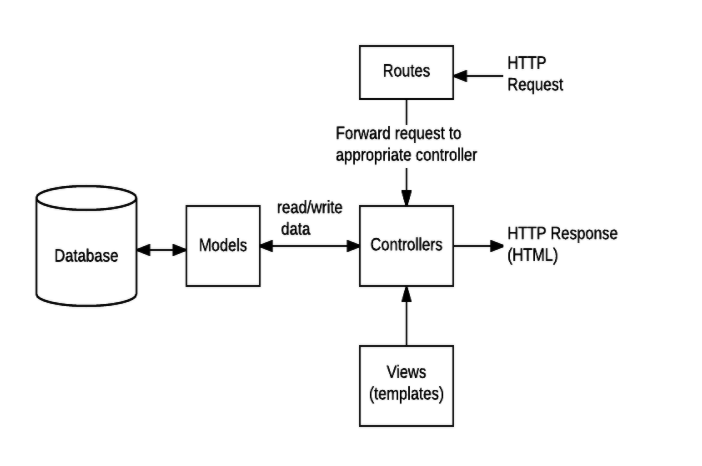 Routes
HTTP
Request
Forward request to
appropriate controller
read/write
data
Database
Models
Controllers
HTTP Response
(HTML)
Views
(templates)